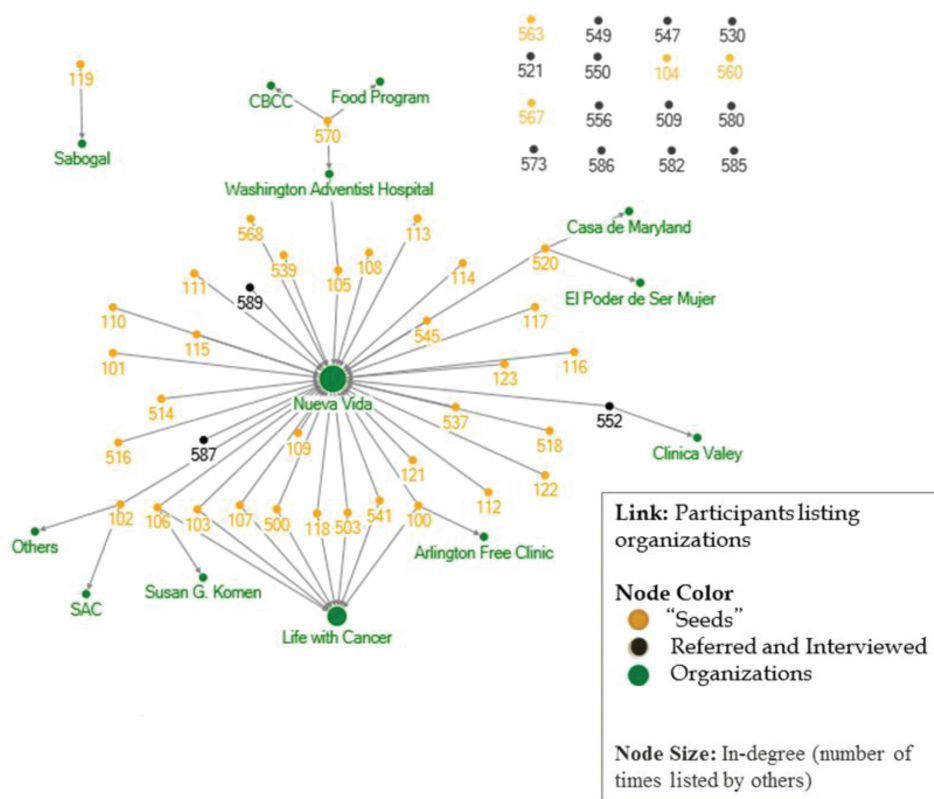 563 549 547 530
521 550 104 560
119
CBCC Food Program
567 556 509 580
570
Sabogal
573 586 582 585
Washington Adventist Hospital
568 113
Casa de Maryland
539 108 520
111 105 114
589 El Poder de Ser Mujer
110 545 117
115
101 123 116
Nueva Vida
514 537 552
516 587 109 518
Clinica Valey
121 122
102 106 103 107 500 118 503 541 100 112
Others Arlington Free Clinic
Susan G. Komen
SAC
Life with Cancer
Link: Participants listing
organizations
Node Color
“Seeds”
Referred and Interviewed
Organizations
Node Size: In-degree (number of
times listed by others)